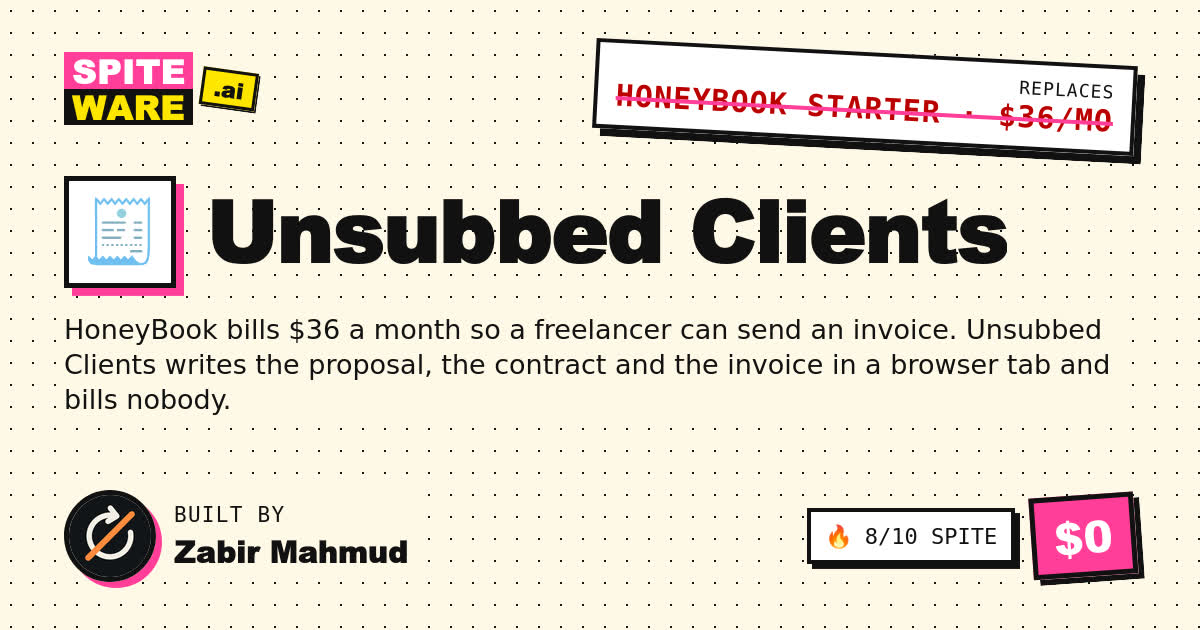 SPITE
WARE
.ai
REPLACES
HONEYBOOK STARTER · $36/MO
Unsubbed Clients
HoneyBook bills $36 a month so a freelancer can send an invoice. Unsubbed
Clients writes the proposal, the contract and the invoice in a browser tab and
bills nobody.
BUILT BY
Zabir Mahmud
🔥 8/10 SPITE
$0